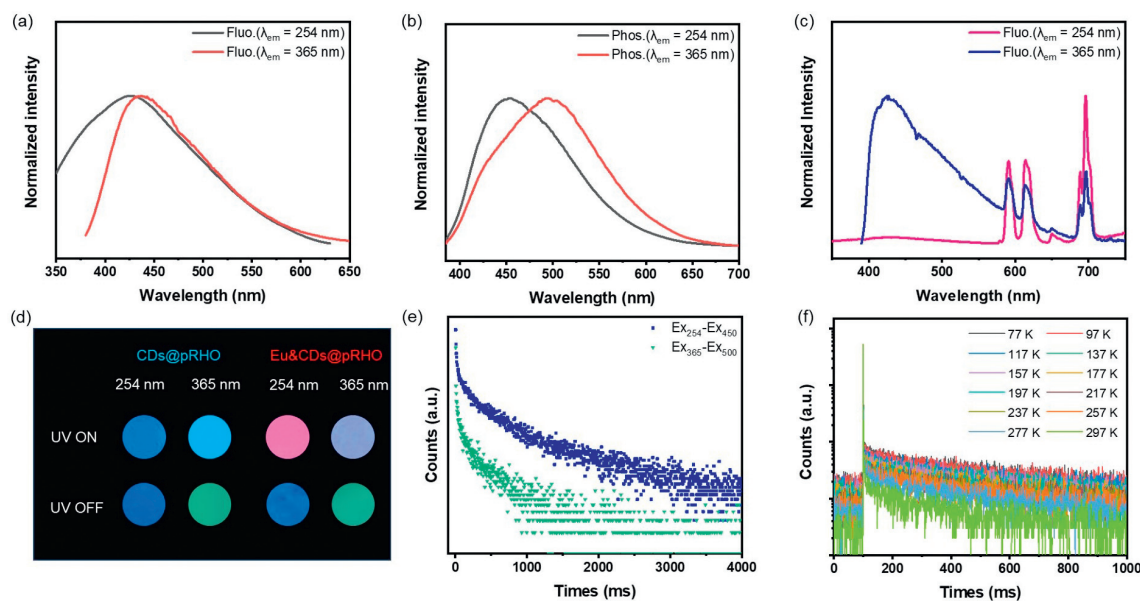 (a)
Fluo.(λem = 254 nm)
Fluo.(λem = 365 nm)
Normalized intensity
350 400 450 500 550 600 650
Wavelength (nm)
(b)
Phos.(λem = 254 nm)
Phos.(λem = 365 nm)
Normalized intensity
400 450 500 550 600 650 700
Wavelength (nm)
(c)
Fluo.(λem = 254 nm)
Fluo.(λem = 365 nm)
Normalized Intensity
400 500 600 700
Wavelength (nm)
(d)
CDs@pRHO Eu&CDs@pRHO
254 nm 365 nm 254 nm 365 nm
UV ON
UV OFF
(e)
Ex254-Ex450
Ex365-Ex500
Counts (a.u.)
0 1000 2000 3000 4000
Times (ms)
(f)
77 K 97 K
117 K 137 K
157 K 177 K
197 K 217 K
237 K 257 K
277 K 297 K
Counts (a.u.)
0 200 400 600 800 1000
Times (ms)